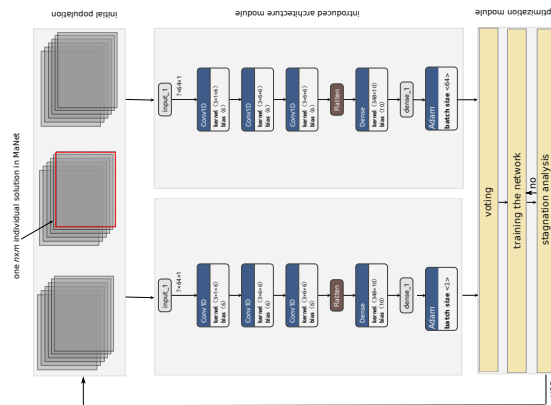 initial population
introduced architecture module
ptimization module
one nxm individual solution in MaNet
input_1
?×64×1
Conv1D
kernel ⟨3×1×6⟩
bias ⟨6⟩
Conv1D
kernel ⟨3×6×6⟩
bias ⟨6⟩
Conv1D
kernel ⟨3×6×6⟩
bias ⟨6⟩
Flatten
Dense
kernel ⟨348×10⟩
bias ⟨10⟩
dense_1
Adam
batch size <64>
input_1
?×64×1
Conv1D
kernel ⟨3×1×6⟩
bias ⟨6⟩
Conv1D
kernel ⟨3×6×6⟩
bias ⟨6⟩
Conv1D
kernel ⟨3×6×6⟩
bias ⟨6⟩
Flatten
Dense
kernel ⟨348×10⟩
bias ⟨10⟩
dense_1
Adam
batch size <1>
voting
training the network
no
stagnation analysis